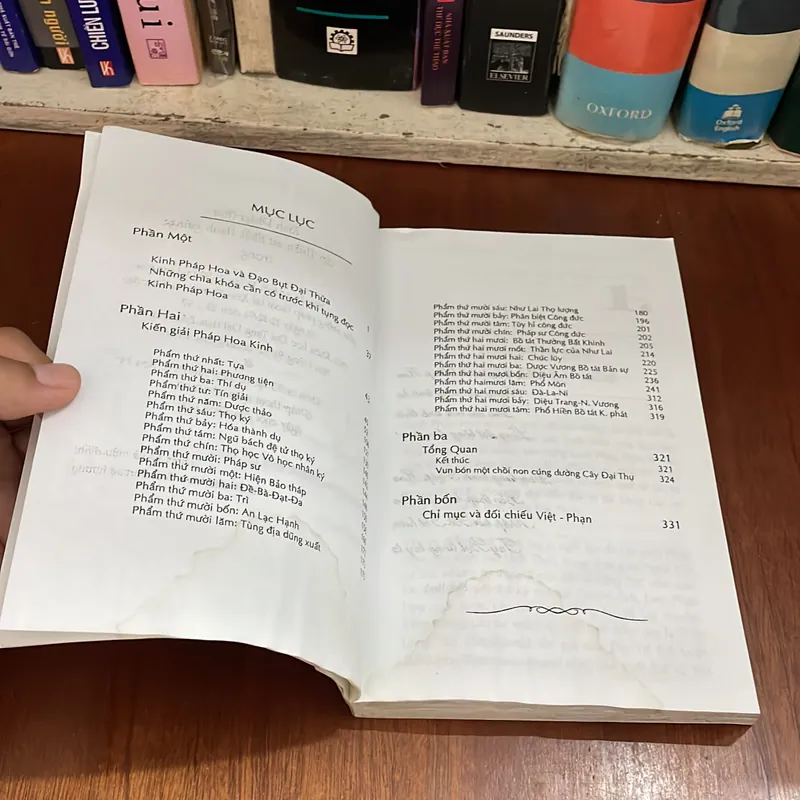 người
CHIẾN LƯ
ui
NHÀ XUẤT BẢN
THỂ DỤC THỂ THAO
SAUNDERS
ELSEVIER
OXFORD
Oxford
English
MỤC LỤC
Phần Một
Kinh Pháp Hoa và Đạo Bụt Đại Thừa
Những chìa khóa cần có trước khi tụng đọc
Kinh Pháp Hoa
Phần Hai
Kiến giải Pháp Hoa Kinh
Phẩm thứ nhất: Tựa
Phẩm thứ hai: Phương tiện
Phẩm thứ ba: Thí dụ
Phẩm thứ tư: Tín giải
Phẩm thứ năm: Dược thảo
Phẩm thứ sáu: Thọ ký
Phẩm thứ bảy: Hóa thành dụ
Phẩm thứ tám: Ngũ bách đệ tử thọ ký
Phẩm thứ chín: Thọ học Vô học nhân ký
Phẩm thứ mười: Pháp sư
Phẩm thứ mười một: Hiện Bảo tháp
Phẩm thứ mười hai: Đề-Bà-Đạt-Đa
Phẩm thứ mười ba: Trì
Phẩm thứ mười bốn: An Lạc Hạnh
Phẩm thứ mười lăm: Tùng địa dũng xuất
Phẩm thứ mười sáu: Như Lai Thọ lượng 180
Phẩm thứ mười bảy: Phân biệt Công đức 196
Phẩm thứ mười tám: Tùy hỉ công đức 201
Phẩm thứ mười chín: Pháp sư Công đức 202
Phẩm thứ hai mươi: Bồ tát Thường Bất Khinh 205
Phẩm thứ hai mươi mốt: Thần lực của Như Lai 214
Phẩm thứ hai mươi hai: Chúc lũy 220
Phẩm thứ hai mươi ba: Dược Vương Bồ tát Bản sự 225
Phẩm thứ hai mươi bốn: Diệu Âm Bồ tát 236
Phẩm thứ haimươi lăm: Phổ Môn 241
Phẩm thứ hai mươi sáu: Đà-La-Ni 312
Phẩm thứ hai mươi bảy: Diệu Trang-N. Vương 316
Phẩm thứ hai mươi tám: Phổ Hiền Bồ tát K. phát 319
Phần ba
Tổng Quan 321
Kết thúc 321
Vun bón một chồi non cúng dường Cây Đại Thụ 324
Phần bốn
Chỉ mục và đối chiếu Việt - Phạn 331